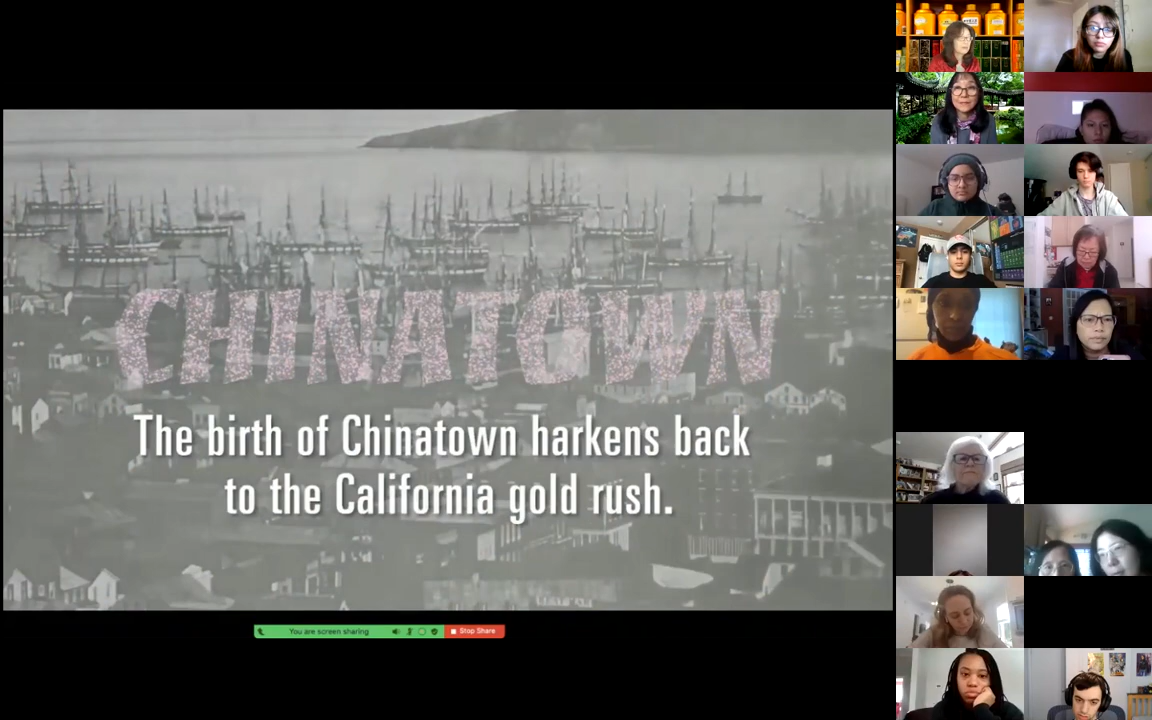 CHINATOWN
The birth of Chinatown harkens back
to the California gold rush.
You are screen sharing
Stop Share